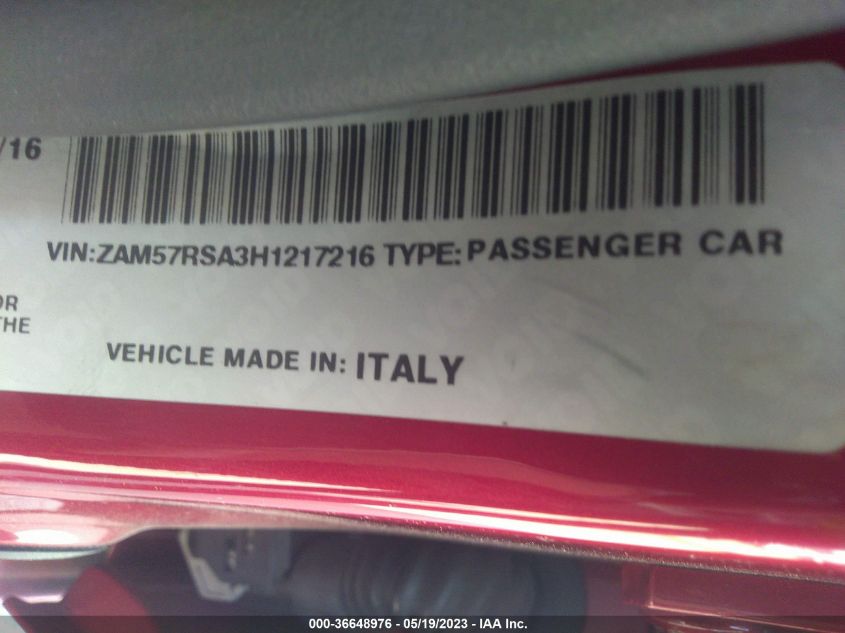 /16
VIN:ZAM57RSA3H1217216 TYPE: PASSENGER CAR
OR
THE
VEHICLE MADE IN: ITALY
000-36648976 - 05/19/2023 - IAA Inc.